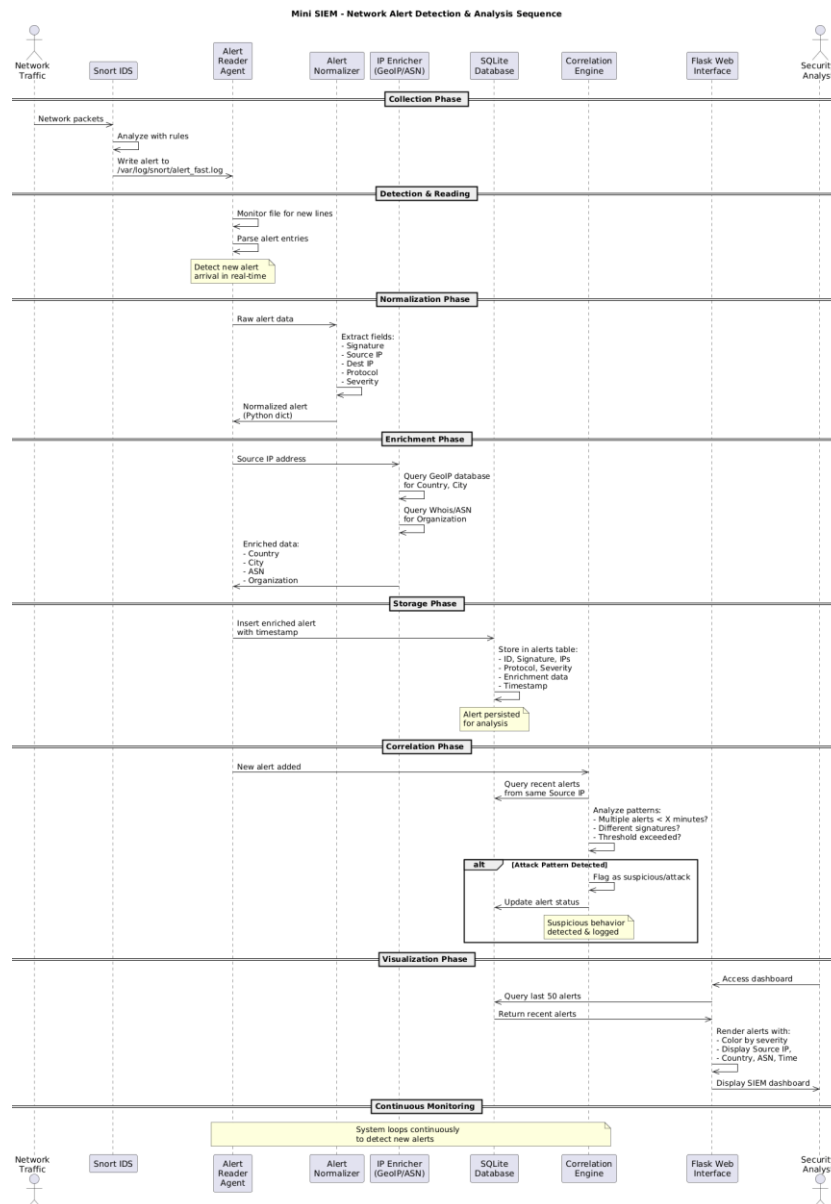 Mini SIEM - Network Alert Detection & Analysis Sequence
Network
Traffic
Snort IDS
Alert
Reader
Agent
Alert
Normalizer
IP Enricher
(GeoIP/ASN)
SQLite
Database
Correlation
Engine
Flask Web
Interface
Securit
Analys
Collection Phase
Network packets
Analyze with rules
Write alert to
/var/log/snort/alert_fast.log
Detection & Reading
Monitor file for new lines
Parse alert entries
Detect new alert
arrival in real-time
Normalization Phase
Raw alert data
Extract fields:
- Signature
- Source IP
- Dest IP
- Protocol
- Severity
Normalized alert
(Python dict)
Enrichment Phase
Source IP address
Query GeoIP database
for Country, City
Query Whois/ASN
for Organization
Enriched data:
- Country
- City
- ASN
- Organization
Storage Phase
Insert enriched alert
with timestamp
Store in alerts table:
- ID, Signature, IPs
- Protocol, Severity
- Enrichment data
- Timestamp
Alert persisted
for analysis
Correlation Phase
New alert added
Query recent alerts
from same Source IP
Analyze patterns:
- Multiple alerts < X minutes?
- Different signatures?
- Threshold exceeded?
alt [Attack Pattern Detected]
Flag as suspicious/attack
Update alert status
Suspicious behavior
detected & logged
Visualization Phase
Access dashboard
Query last 50 alerts
Return recent alerts
Render alerts with:
- Color by severity
- Display Source IP,
- Country, ASN, Time
Display SIEM dashboard
Continuous Monitoring
System loops continuously
to detect new alerts
Network
Traffic
Snort IDS
Alert
Reader
Agent
Alert
Normalizer
IP Enricher
(GeoIP/ASN)
SQLite
Database
Correlation
Engine
Flask Web
Interface
Securit
Analys